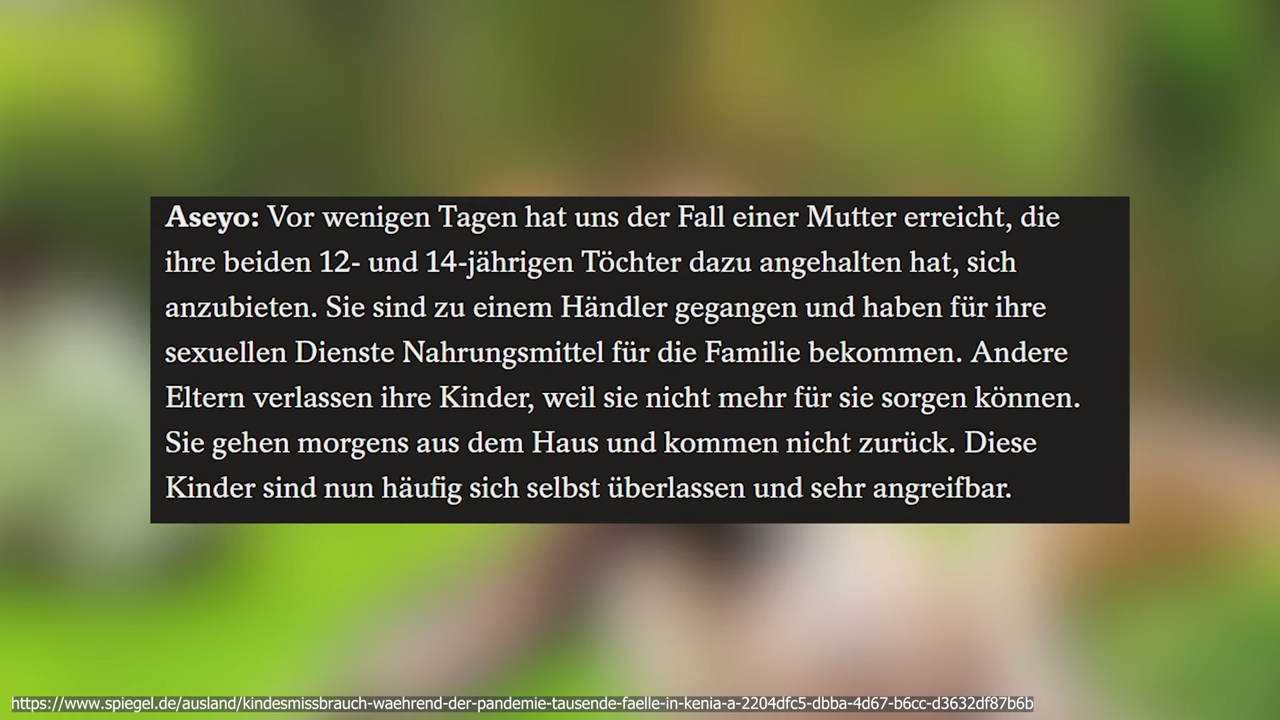 Aseyo: Vor wenigen Tagen hat uns der Fall einer Mutter erreicht, die
ihre beiden 12- und 14-jährigen Töchter dazu angehalten hat, sich
anzubieten. Sie sind zu einem Händler gegangen und haben für ihre
sexuellen Dienste Nahrungsmittel für die Familie bekommen. Andere
Eltern verlassen ihre Kinder, weil sie nicht mehr für sie sorgen können.
Sie gehen morgens aus dem Haus und kommen nicht zurück. Diese
Kinder sind nun häufig sich selbst überlassen und sehr angreifbar.
https://www.spiegel.de/ausland/kindesmissbrauch-waehrend-der-pandemie-tausende-faelle-in-kenia-a-2204dfc5-dbba-4d67-b6cc-d3632df87b6b